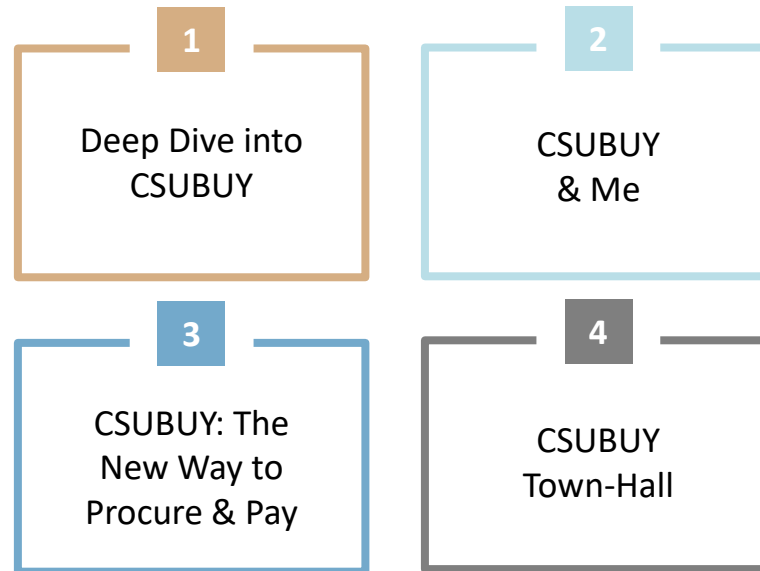 1
Deep Dive into
CSUBUY
2
CSUBUY
& Me
3
CSUBUY: The
New Way to
Procure & Pay
4
CSUBUY
Town-Hall